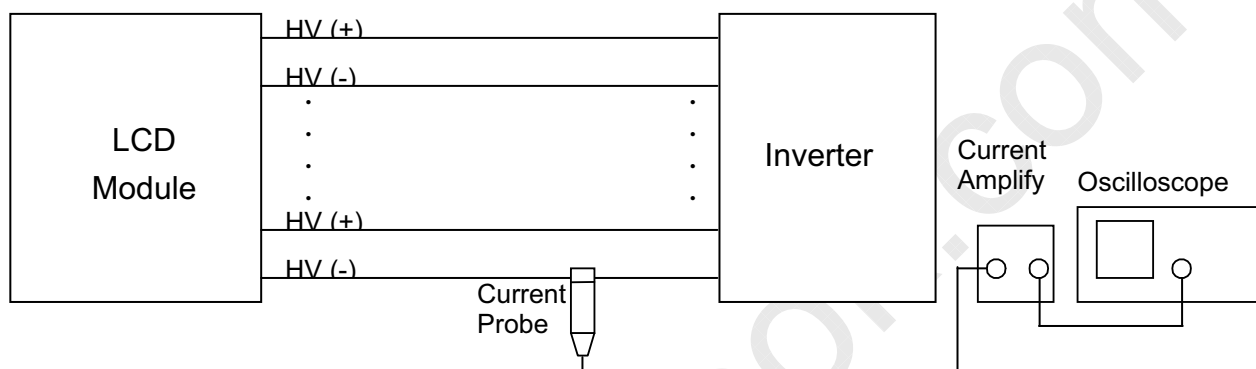 HV (+)
HV (-)
LCD
Module
Inverter
HV (+)
HV (-)
Current
Probe
Current
Amplify
Oscilloscope